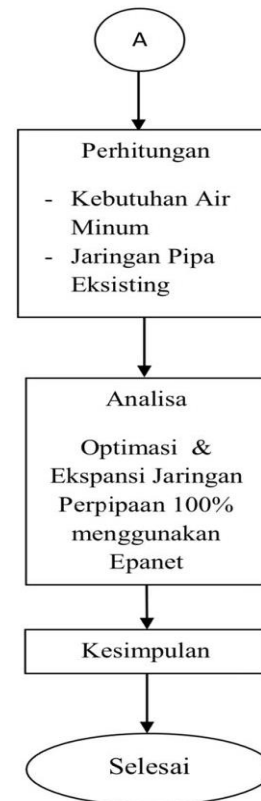 A
Perhitungan
- Kebutuhan Air
Minum
- Jaringan Pipa
Eksisting
Analisa
Optimasi &
Ekspansi Jaringan
Perpipaan 100%
menggunakan
Epanet
Kesimpulan
Selesai